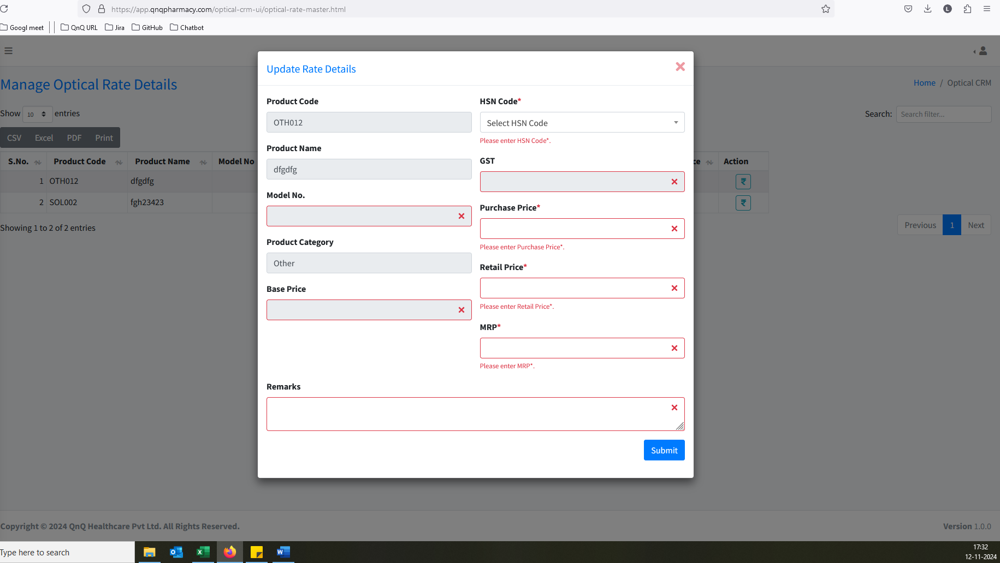 https://app.qnqpharmacy.com/optical-crm-ui/optical-rate-master.html
L
Googl meet
QnQ URL
Jira
GitHub
Chatbot
Manage Optical Rate Details
Home / Optical CRM
Show 10 entries
Search: Search filter...
CSV Excel PDF Print
S.No. Product Code Product Name Model No ce Action
1 OTH012 dfgdfg ₹
2 SOL002 fgh23423 ₹
Showing 1 to 2 of 2 entries
Previous 1 Next
Update Rate Details
Product Code
OTH012
Product Name
dfgdfg
Model No.
Product Category
Other
Base Price
HSN Code*
Select HSN Code
Please enter HSN Code*.
GST
Purchase Price*
Please enter Purchase Price*.
Retail Price*
Please enter Retail Price*.
MRP*
Please enter MRP*.
Remarks
Submit
Copyright © 2024 QnQ Healthcare Pvt Ltd. All Rights Reserved.
Version 1.0.0
Type here to search
17:32
12-11-2024